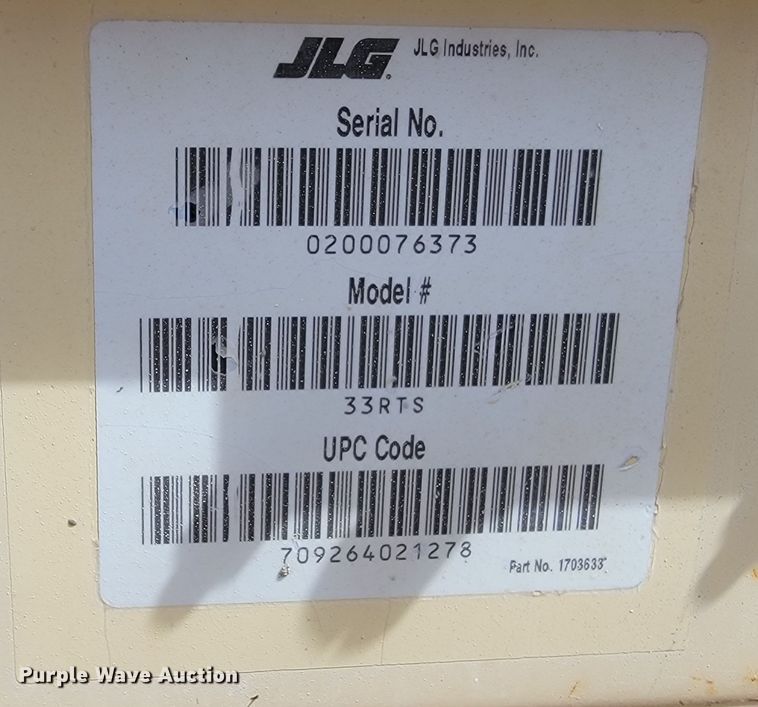 JLG® JLG Industries, Inc.
Serial No.
0200076373
Model #
33RTS
UPC Code
709264021278
Part No. 1703633
Purple Wave Auction